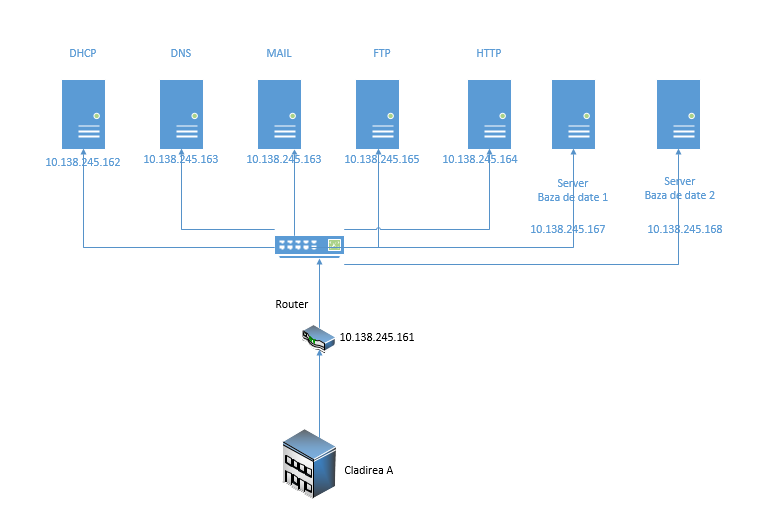 DHCP
DNS
MAIL
FTP
HTTP
10.138.245.162
10.138.245.163
10.138.245.163
10.138.245.165
10.138.245.164
Server
Baza de date 1
Server
Baza de date 2
10.138.245.167
10.138.245.168
Router
10.138.245.161
Cladirea A